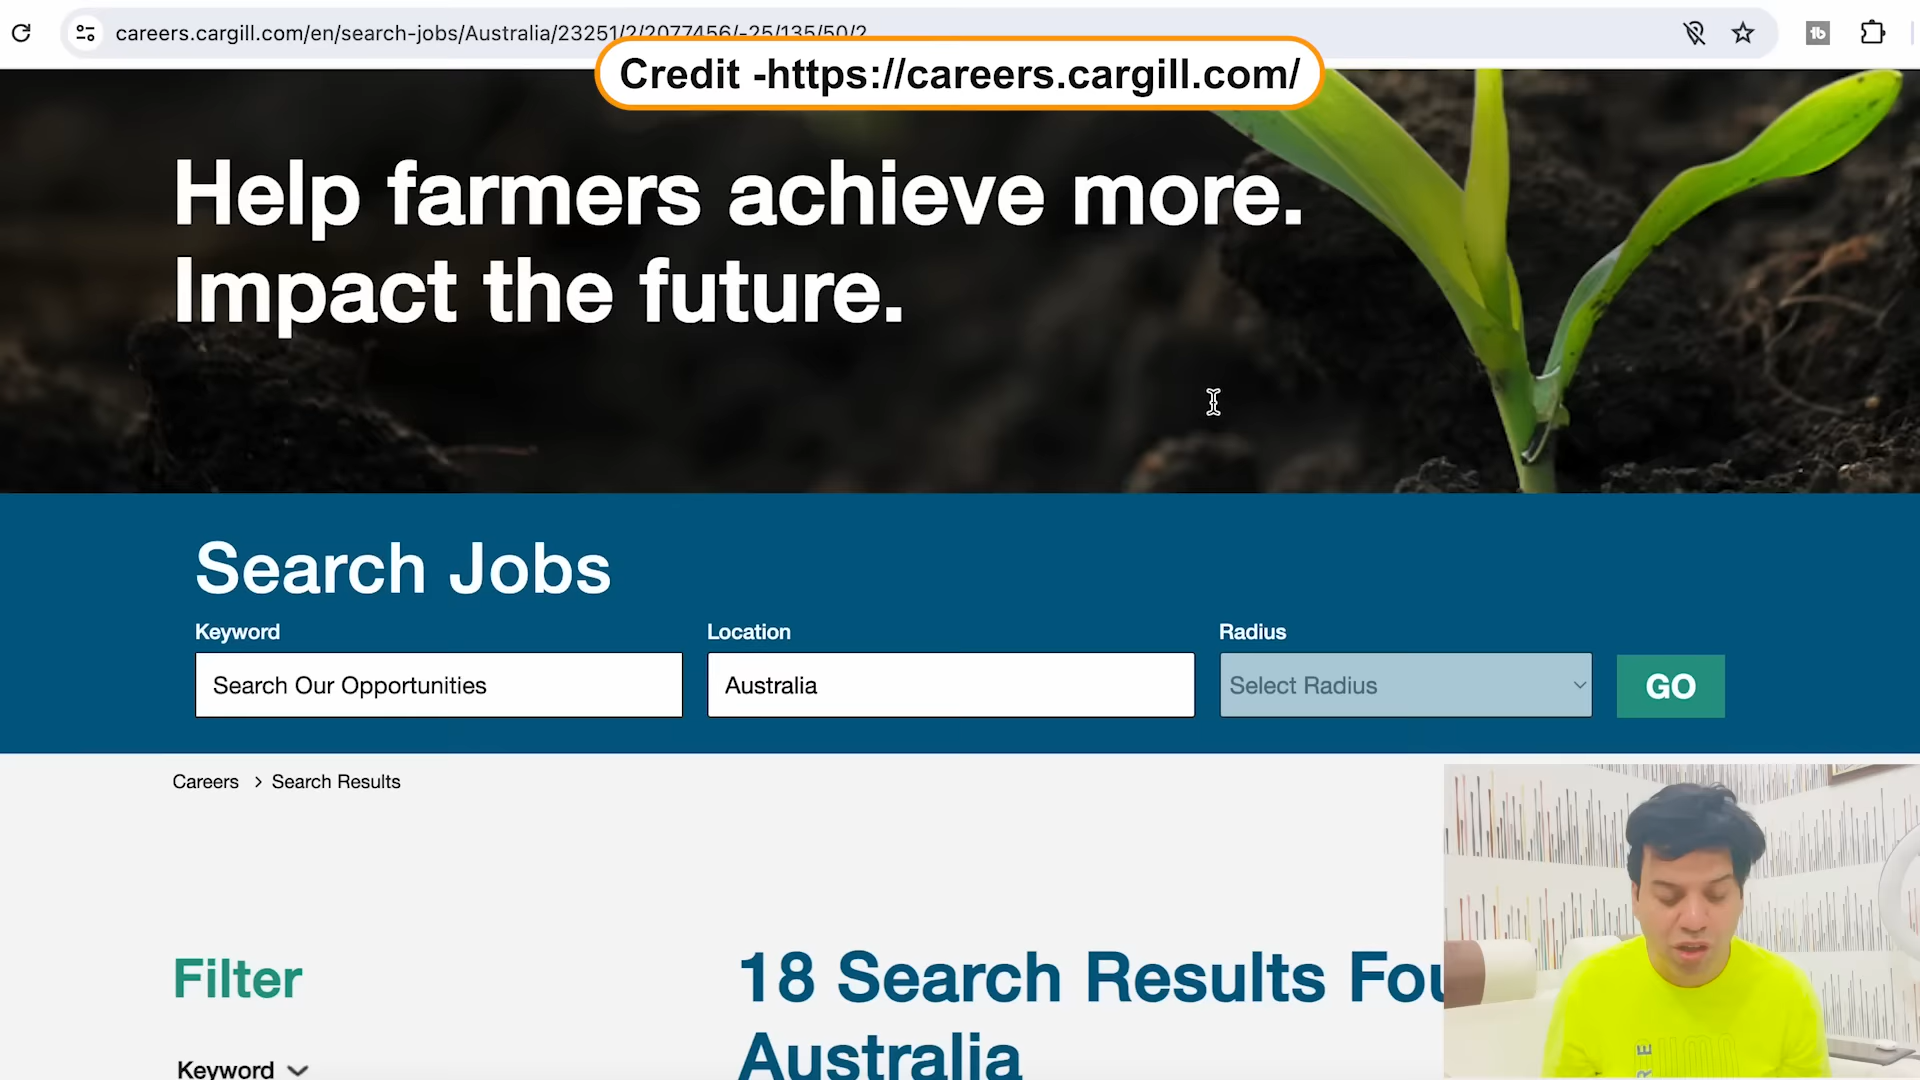 careers.cargill.com/en/search-jobs/Australia/23251/2/2077456/-25/135/50/2
Credit -https://careers.cargill.com/
Help farmers achieve more.
Impact the future.
Search Jobs
Keyword
Location
Radius
Search Our Opportunities
Australia
Select Radius
GO
Careers > Search Results
Filter
18 Search Results Fou
Australia
Keyword